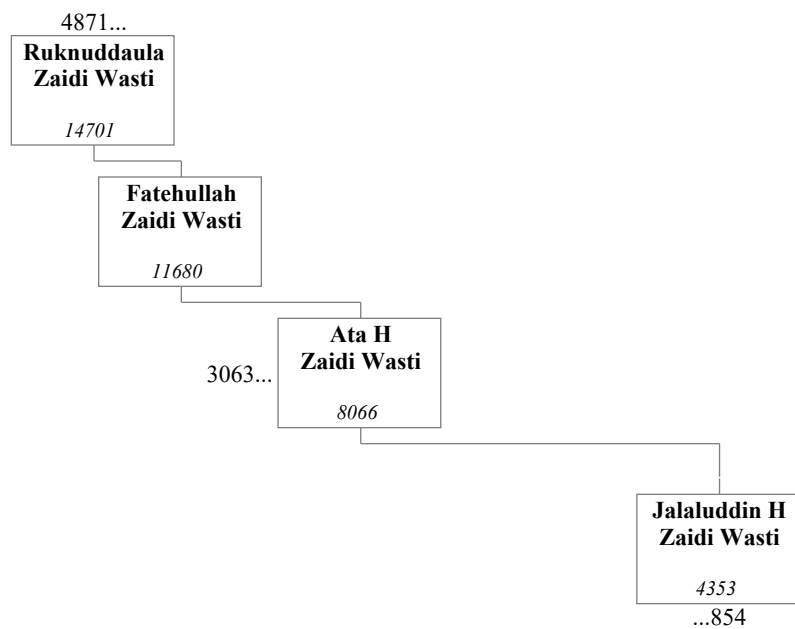 4871...
Ruknuddaula
Zaidi Wasti
14701
Fatehullah
Zaidi Wasti
11680
Ata H
Zaidi Wasti
3063...
8066
Jalaluddin H
Zaidi Wasti
4353
...854